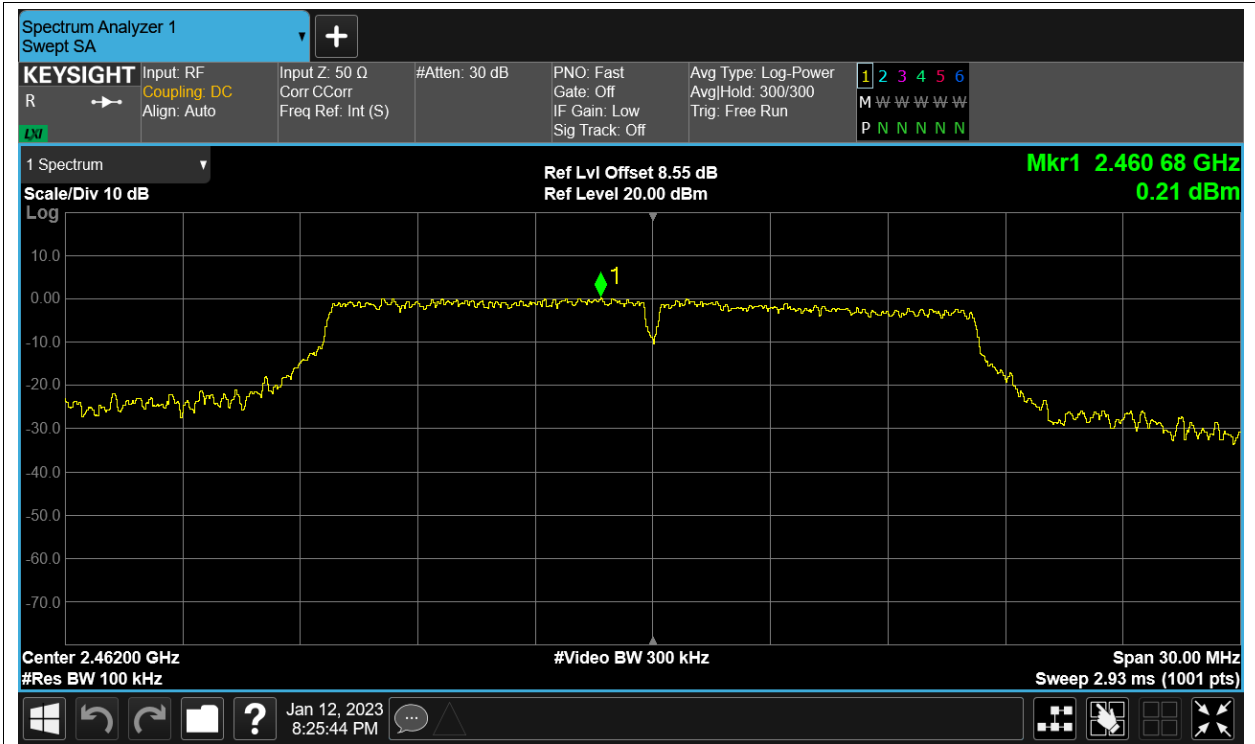 Spectrum Analyzer 1
Swept SA
KEYSIGHT
R
LXI
Input: RF
Coupling: DC
Align: Auto
Input Z: 50 Ω
Corr CCorr
Freq Ref: Int (S)
#Atten: 30 dB
PNO: Fast
Gate: Off
IF Gain: Low
Sig Track: Off
Avg Type: Log-Power
Avg|Hold: 300/300
Trig: Free Run
1 2 3 4 5 6
M W W W W W
P N N N N N
1 Spectrum
Scale/Div 10 dB
Log
Ref Lvl Offset 8.55 dB
Ref Level 20.00 dBm
Mkr1 2.460 68 GHz
0.21 dBm
1
10.0
0.00
-10.0
-20.0
-30.0
-40.0
-50.0
-60.0
-70.0
Center 2.46200 GHz
#Res BW 100 kHz
#Video BW 300 kHz
Span 30.00 MHz
Sweep 2.93 ms (1001 pts)
?
Jan 12, 2023
8:25:44 PM